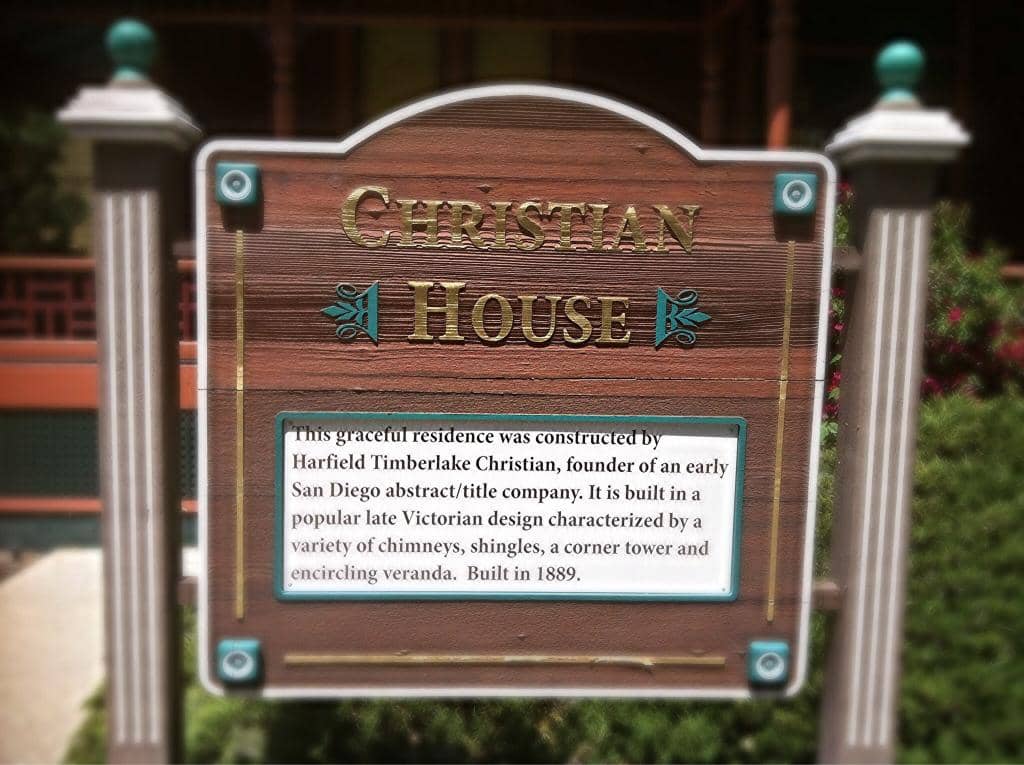 CHRISTIAN
HOUSE
This graceful residence was constructed by
Harfield Timberlake Christian, founder of an early
San Diego abstract/title company. It is built in a
popular late Victorian design characterized by a
variety of chimneys, shingles, a corner tower and
encircling veranda. Built in 1889.